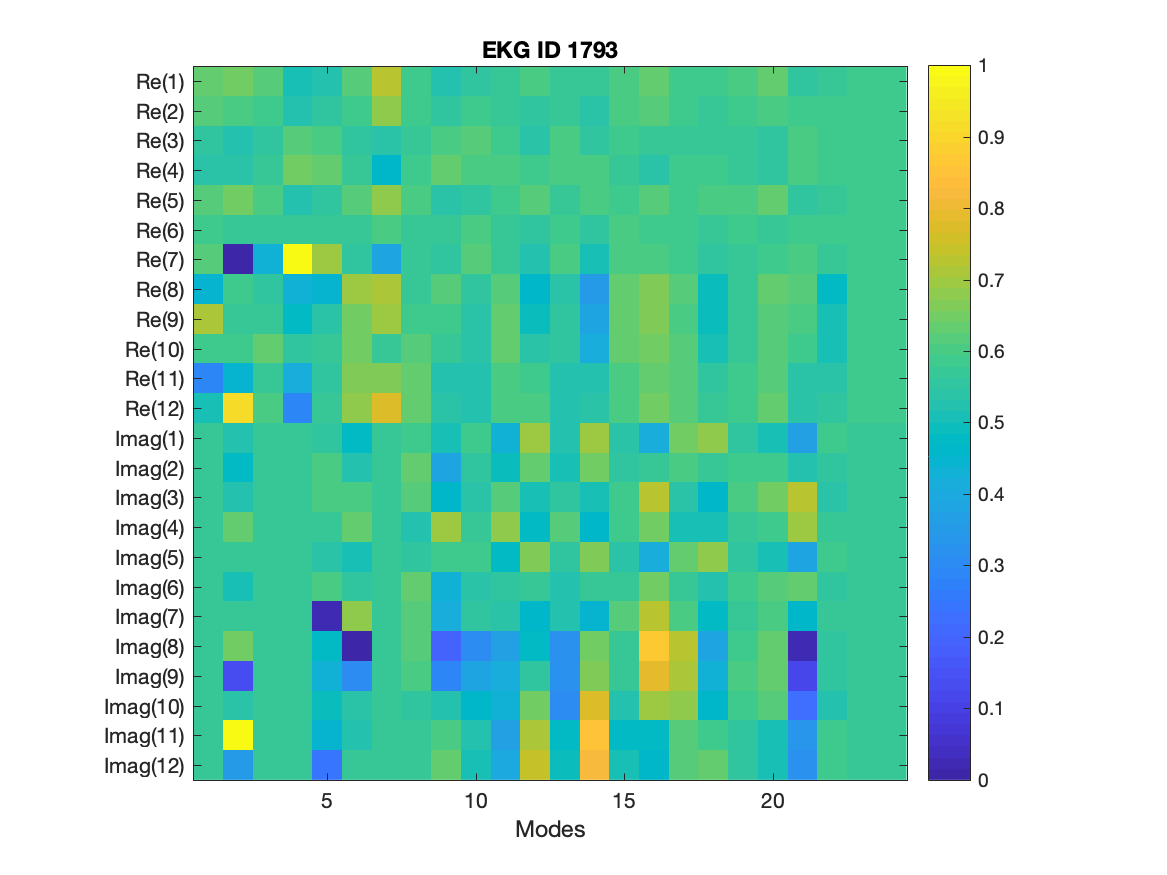 EKG ID 1793
Re(1)
Re(2)
Re(3)
Re(4)
Re(5)
Re(6)
Re(7)
Re(8)
Re(9)
Re(10)
Re(11)
Re(12)
Imag(1)
Imag(2)
Imag(3)
Imag(4)
Imag(5)
Imag(6)
Imag(7)
Imag(8)
Imag(9)
Imag(10)
Imag(11)
Imag(12)
5 10 15 20
Modes
1
0.9
0.8
0.7
0.6
0.5
0.4
0.3
0.2
0.1
0